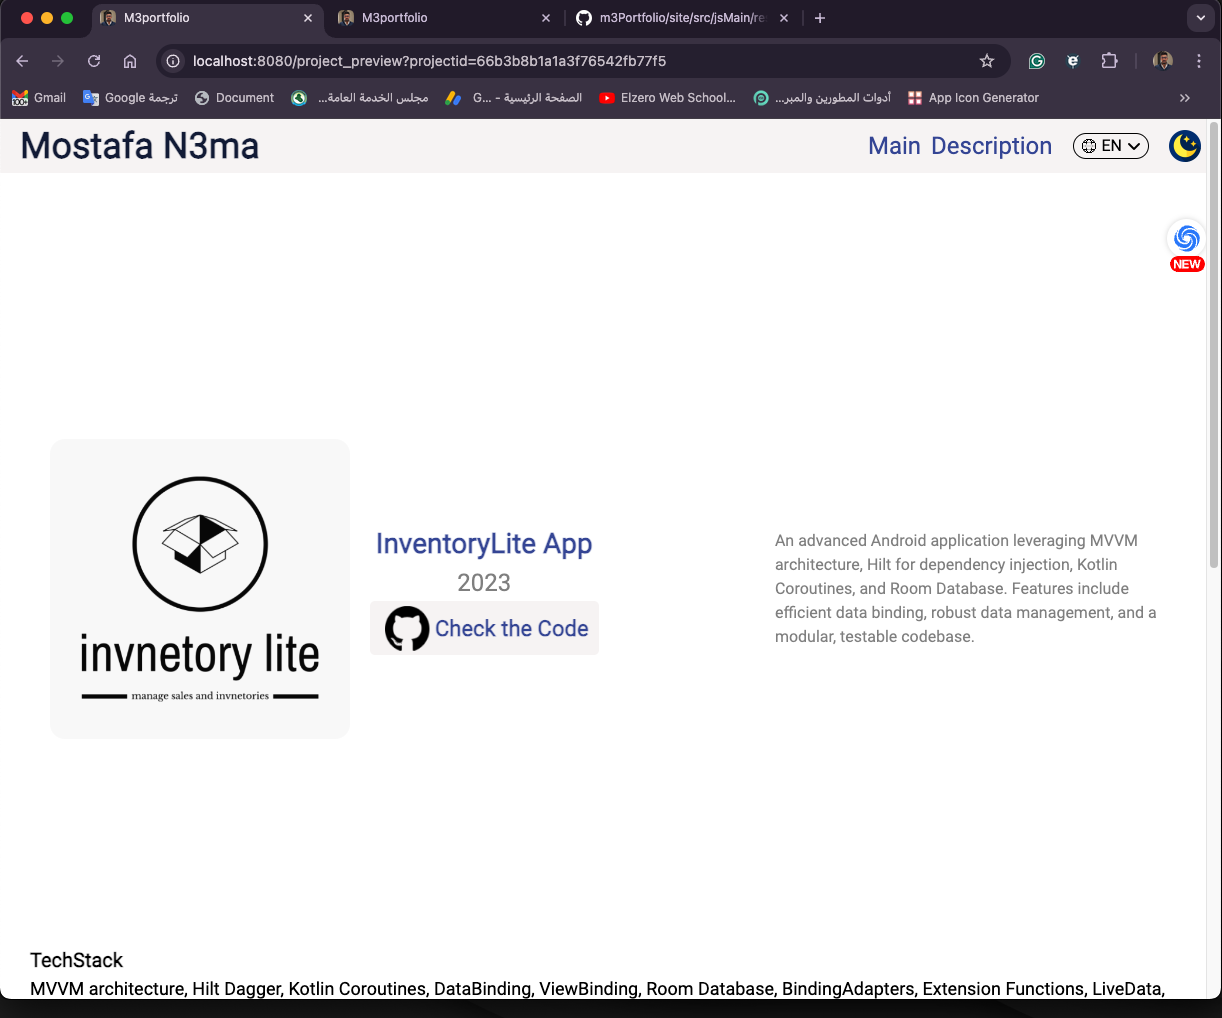 M3portfolio
M3portfolio
m3Portfolio/site/src/jsMain/re
localhost:8080/project_preview?projectid=66b3b8b1a1a3f76542fb77f5
Gmail
Google ترجمة
Document
مجلس الخدمة العامة...
الصفحة الرئيسية - G...
Elzero Web School...
أدوات المطورين والمبر...
App Icon Generator
Mostafa N3ma
Main Description
EN
NEW
invnetory lite
manage sales and invnetories
InventoryLite App
2023
Check the Code
An advanced Android application leveraging MVVM
architecture, Hilt for dependency injection, Kotlin
Coroutines, and Room Database. Features include
efficient data binding, robust data management, and a
modular, testable codebase.
TechStack
MVVM architecture, Hilt Dagger, Kotlin Coroutines, DataBinding, ViewBinding, Room Database, BindingAdapters, Extension Functions, LiveData,